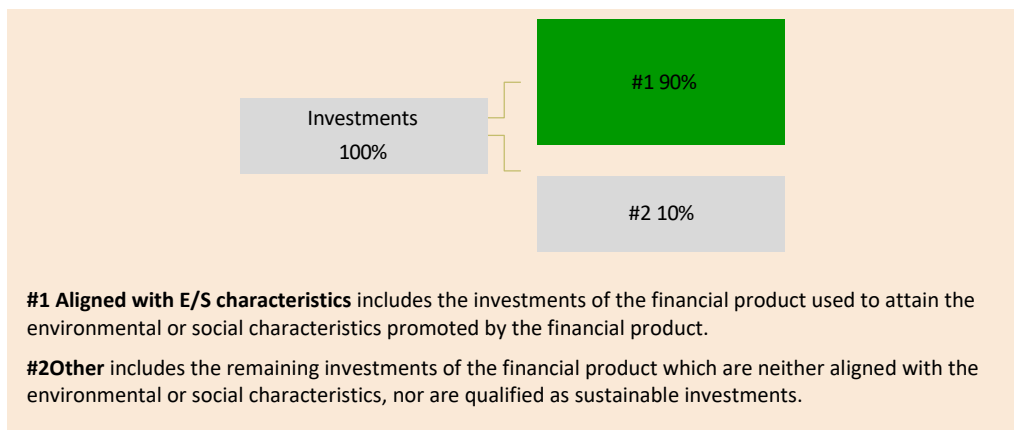 #1 90%
Investments
100%
#2 10%
#1 Aligned with E/S characteristics includes the investments of the financial product used to attain the
environmental or social characteristics promoted by the financial product.
#2Other includes the remaining investments of the financial product which are neither aligned with the
environmental or social characteristics, nor are qualified as sustainable investments.